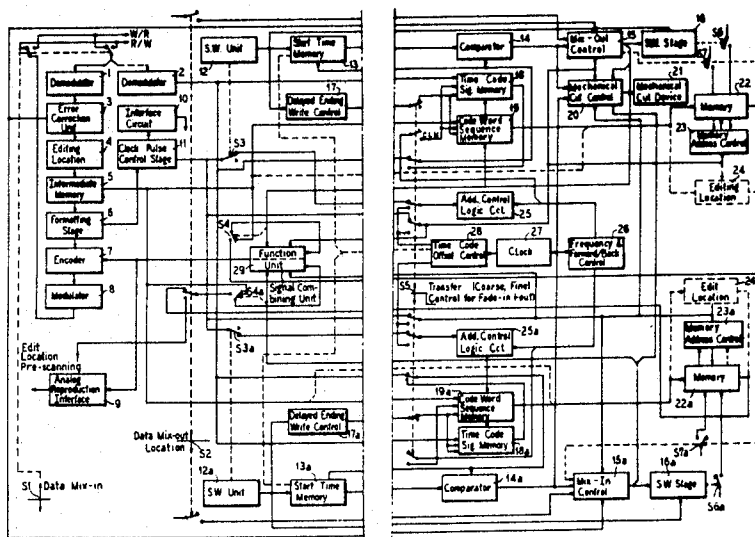 W/R
R/W
Demodulator 1
Demodulator 2
Error Correction Unit 3
Interface Circuit 10
Editing Location 4
Clock Pulse Control Stage 11
Intermediate Memory 5
Formatting Stage 6
Encoder 7
Modulator 8
Edit Location Pre-scanning
Analog Reproduction Interface 9
S1 Data Mix-in
S.W. Unit 12
Start Time Memory 13
17 Delayed Ending Write Control
S3
S4
Function Unit 29
Signal Combining Unit
S4a
S3a
Delayed Ending Write Control 17a
Data Mix-out Location S2
12a SW Unit
13a Start Time Memory
Comparator 14
Mix-Out Control 15
SW. Stage 16
S6
S7
Time Code Sig. Memory 18
Mechanical Cut Control 20
Mechanical Cut Device 21
22 Memory
Code Word Sequence Memory 19
23 Memory Address Control
24 Editing Location
Add. Control Logic Cct 25
28 Time Code Offset Control
27 Clock
26 Frequency & Forward/Back Control
S5 Transfer (Coarse, Fine) Control for Fade-in (out)
Edit Location
23a Memory Address Control
Add. Control Logic Cct 25a
Memory 22a
19a Code Word Sequence Memory
Time Code Sig. Memory 18a
S7a
Comparator 14a
Mix-In Control 15a
16a SW Stage
S6a